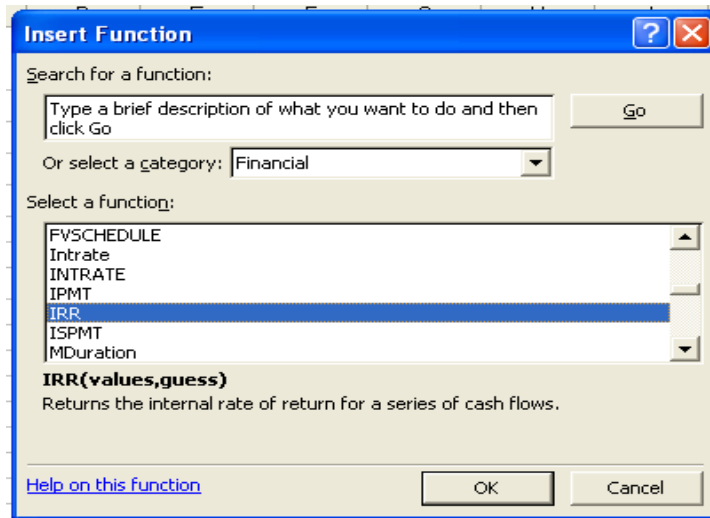 Insert Function
Search for a function:
Type a brief description of what you want to do and then
click Go
Go
Or select a category: Financial
Select a function:
FVSCHEDULE
Intrate
INTRATE
IPMT
IRR
ISPMT
MDuration
IRR(values,guess)
Returns the internal rate of return for a series of cash flows.
Help on this function
OK
Cancel